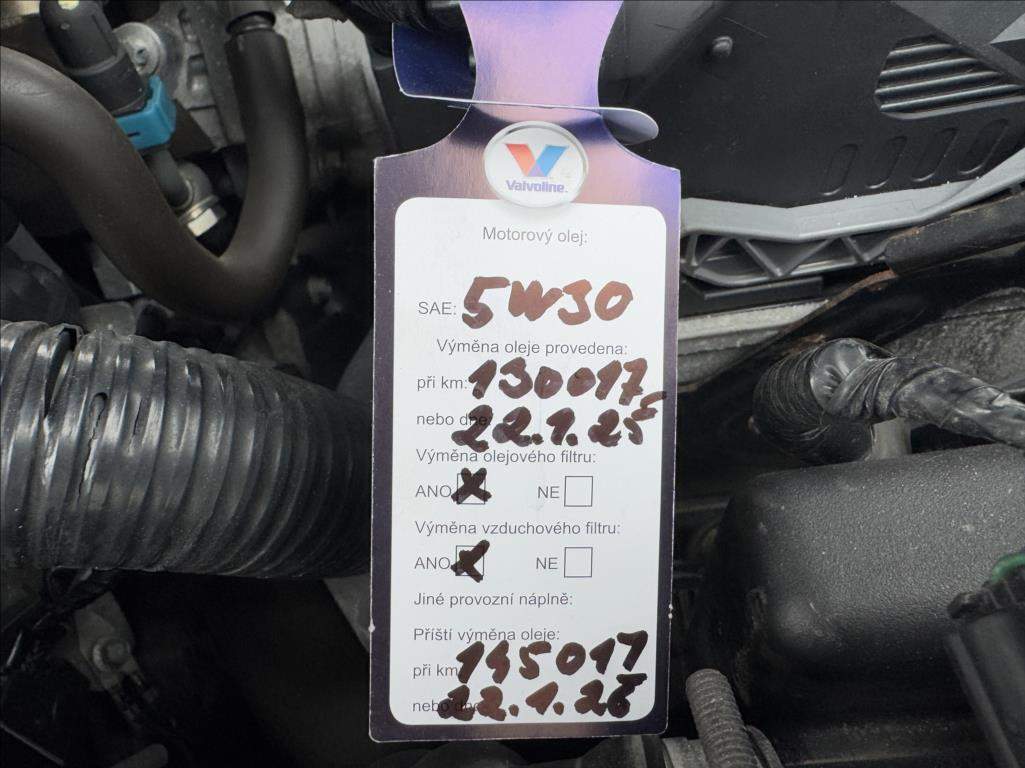 Valvoline.
Motorový olej:
SAE: 5W30
Výměna oleje provedena:
při km: 130017
nebo dne 22.1.25
Výměna olejového filtru:
ANO X NE
Výměna vzduchového filtru:
ANO X NE
Jiné provozní náplně:
Příští výměna oleje:
při km 145017
nebo dne 22.1.26